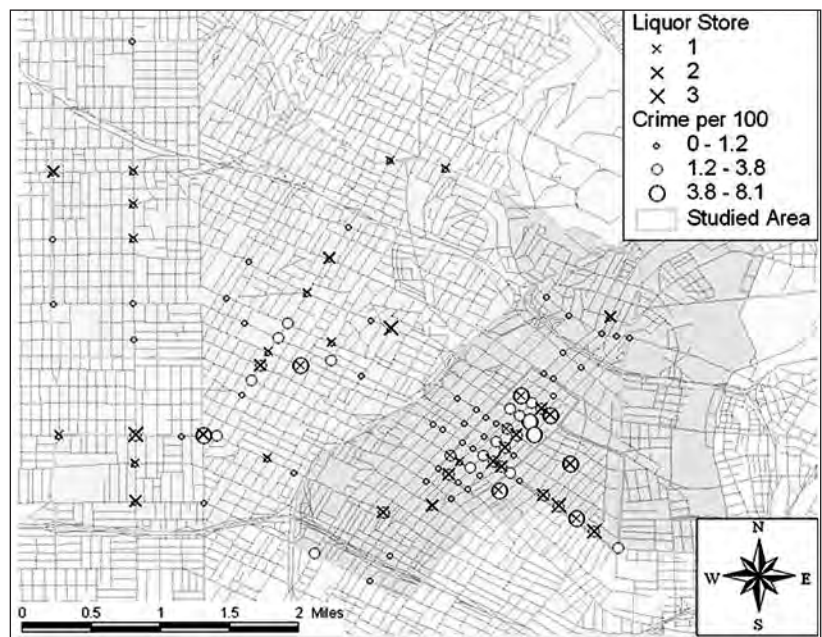 Liquor Store
1
2
3
Crime per 100
0 - 1.2
1.2 - 3.8
3.8 - 8.1
Studied Area
N
W E
S
0 0.5 1 1.5 2 Miles